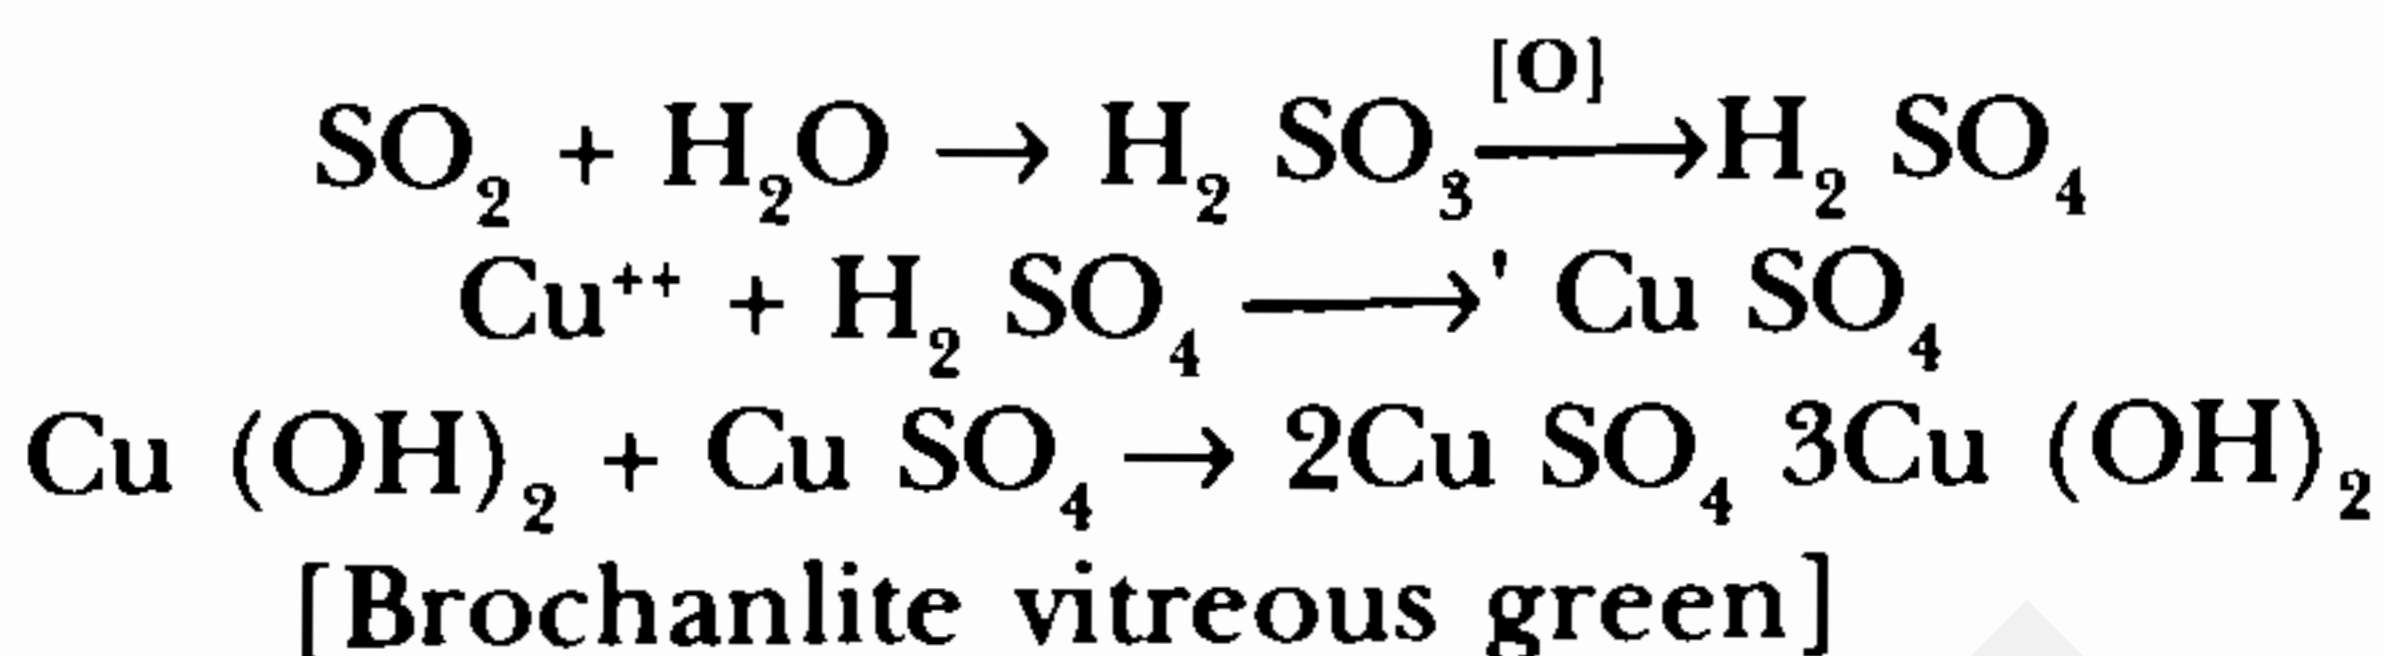 SO₂ + H₂O → H₂ SO₃ [O]→ H₂ SO₄
Cu⁺⁺ + H₂ SO₄ ⟶' Cu SO₄
Cu (OH)₂ + Cu SO₄ → 2Cu SO₄ 3Cu (OH)₂
[Brochanlite vitreous green]